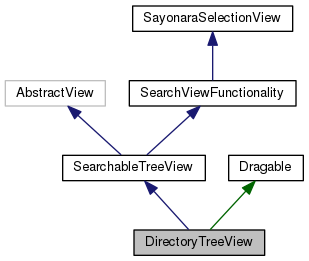 SayonaraSelectionView
AbstractView
SearchViewFunctionality
SearchableTreeView
Dragable
DirectoryTreeView